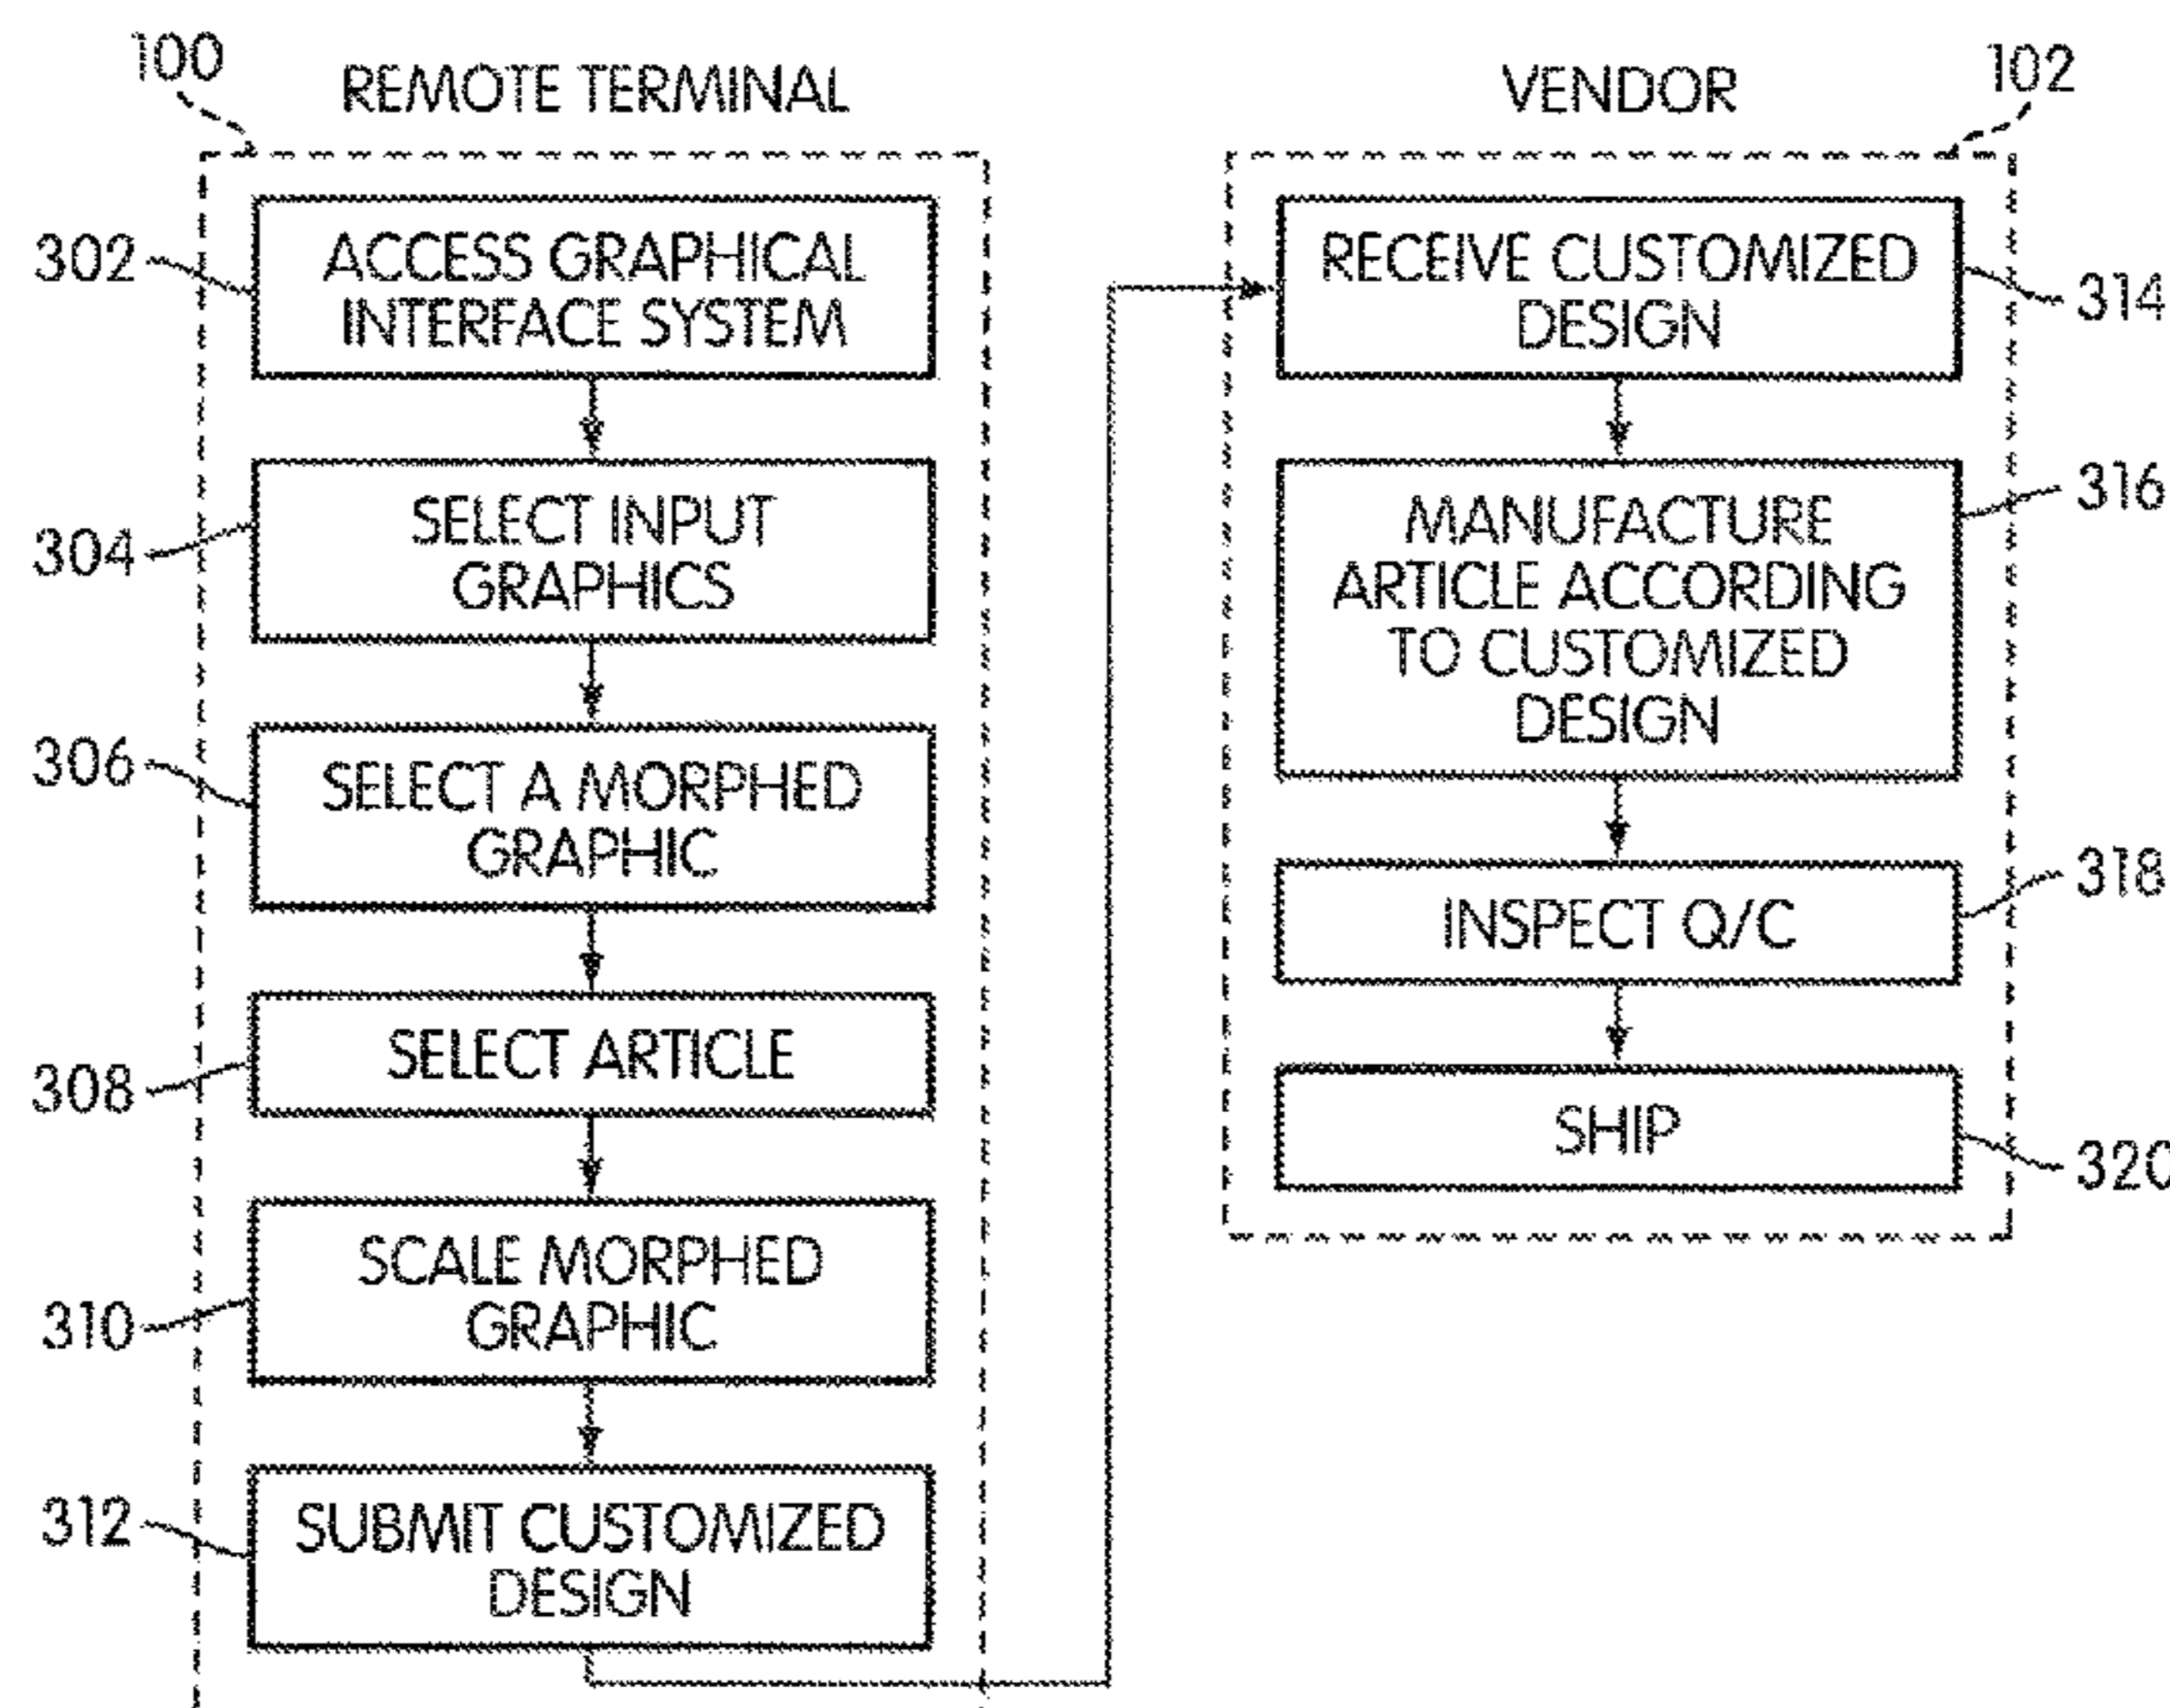 100
REMOTE TERMINAL
302
ACCESS GRAPHICAL
INTERFACE SYSTEM
304
SELECT INPUT
GRAPHICS
306
SELECT A MORPHED
GRAPHIC
308
SELECT ARTICLE
310
SCALE MORPHED
GRAPHIC
312
SUBMIT CUSTOMIZED
DESIGN
VENDOR
102
RECEIVE CUSTOMIZED
DESIGN
314
MANUFACTURE
ARTICLE ACCORDING
TO CUSTOMIZED
DESIGN
316
INSPECT Q/C
318
SHIP
320